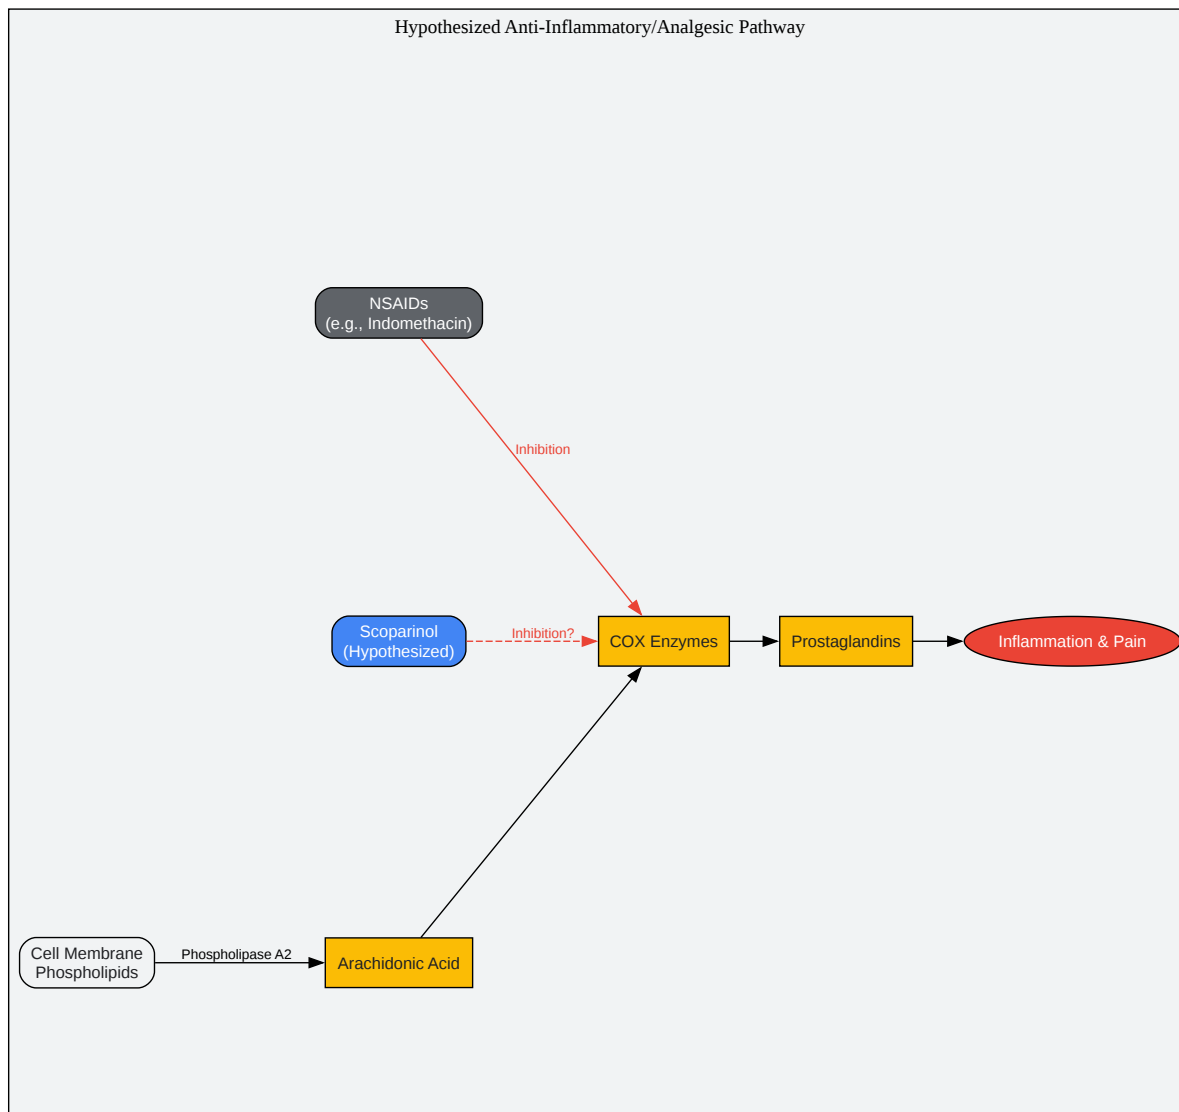 Hypothesized Anti-Inflammatory/Analgesic Pathway
NSAIDs
(e.g., Indomethacin)
Inhibition
Scoparinol
(Hypothesized)
Inhibition?
COX Enzymes
Prostaglandins
Inflammation & Pain
Cell Membrane
Phospholipids
Phospholipase A2
Arachidonic Acid